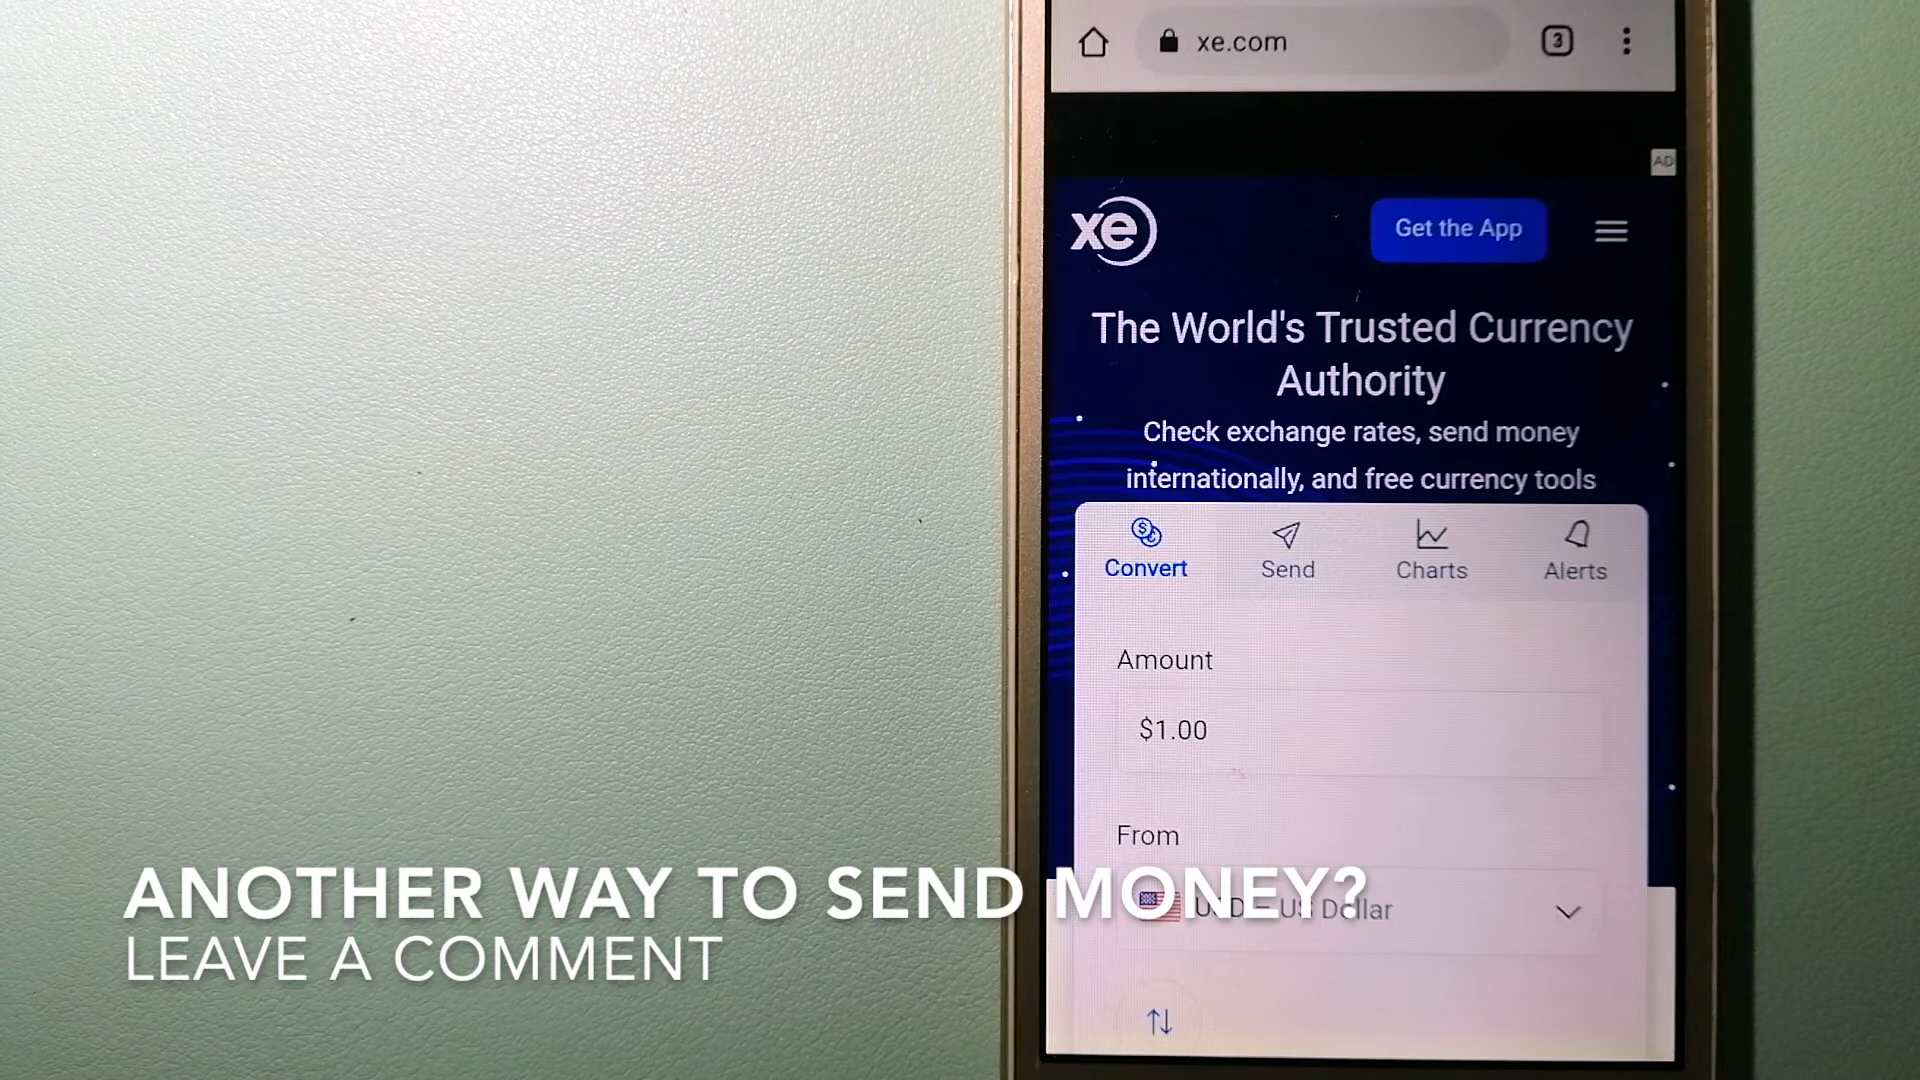 3
xe.com
AD
xe
Get the App
The World's Trusted Currency
Authority
Check exchange rates, send money
internationally, and free currency tools
Convert
Send
Charts
Alerts
Amount
$1.00
From
USD – US Dollar
ANOTHER WAY TO SEND MONEY?
LEAVE A COMMENT